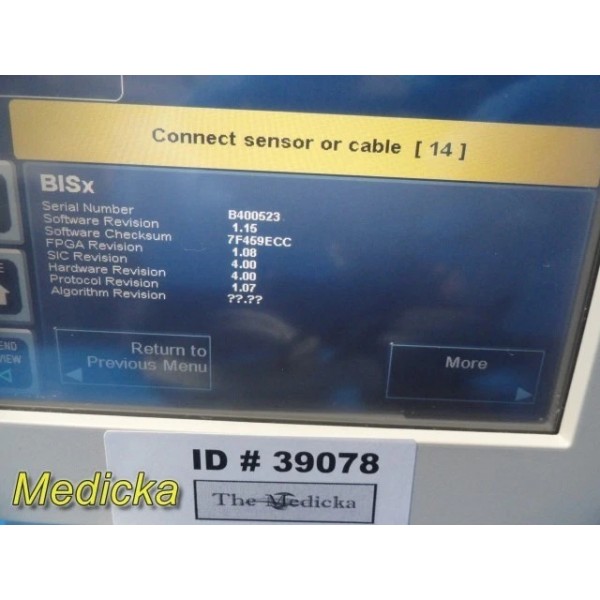 Connect sensor or cable [ 14 ]
BISx
Serial Number B400523
Software Revision 1.15
Software Checksum 7F459ECC
FPGA Revision 1.08
SIC Revision 4.00
Hardware Revision 4.00
Protocol Revision 1.07
Algorithm Revision ??.??
Return to
Previous Menu
More
ID # 39078
Medicka
The Medicka